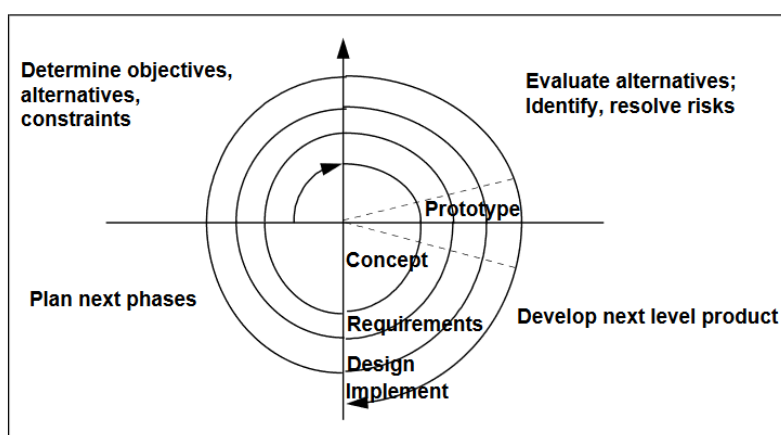 Determine objectives,
alternatives,
constraints
Evaluate alternatives;
Identify, resolve risks
Prototype
Concept
Plan next phases
Requirements
Develop next level product
Design
Implement